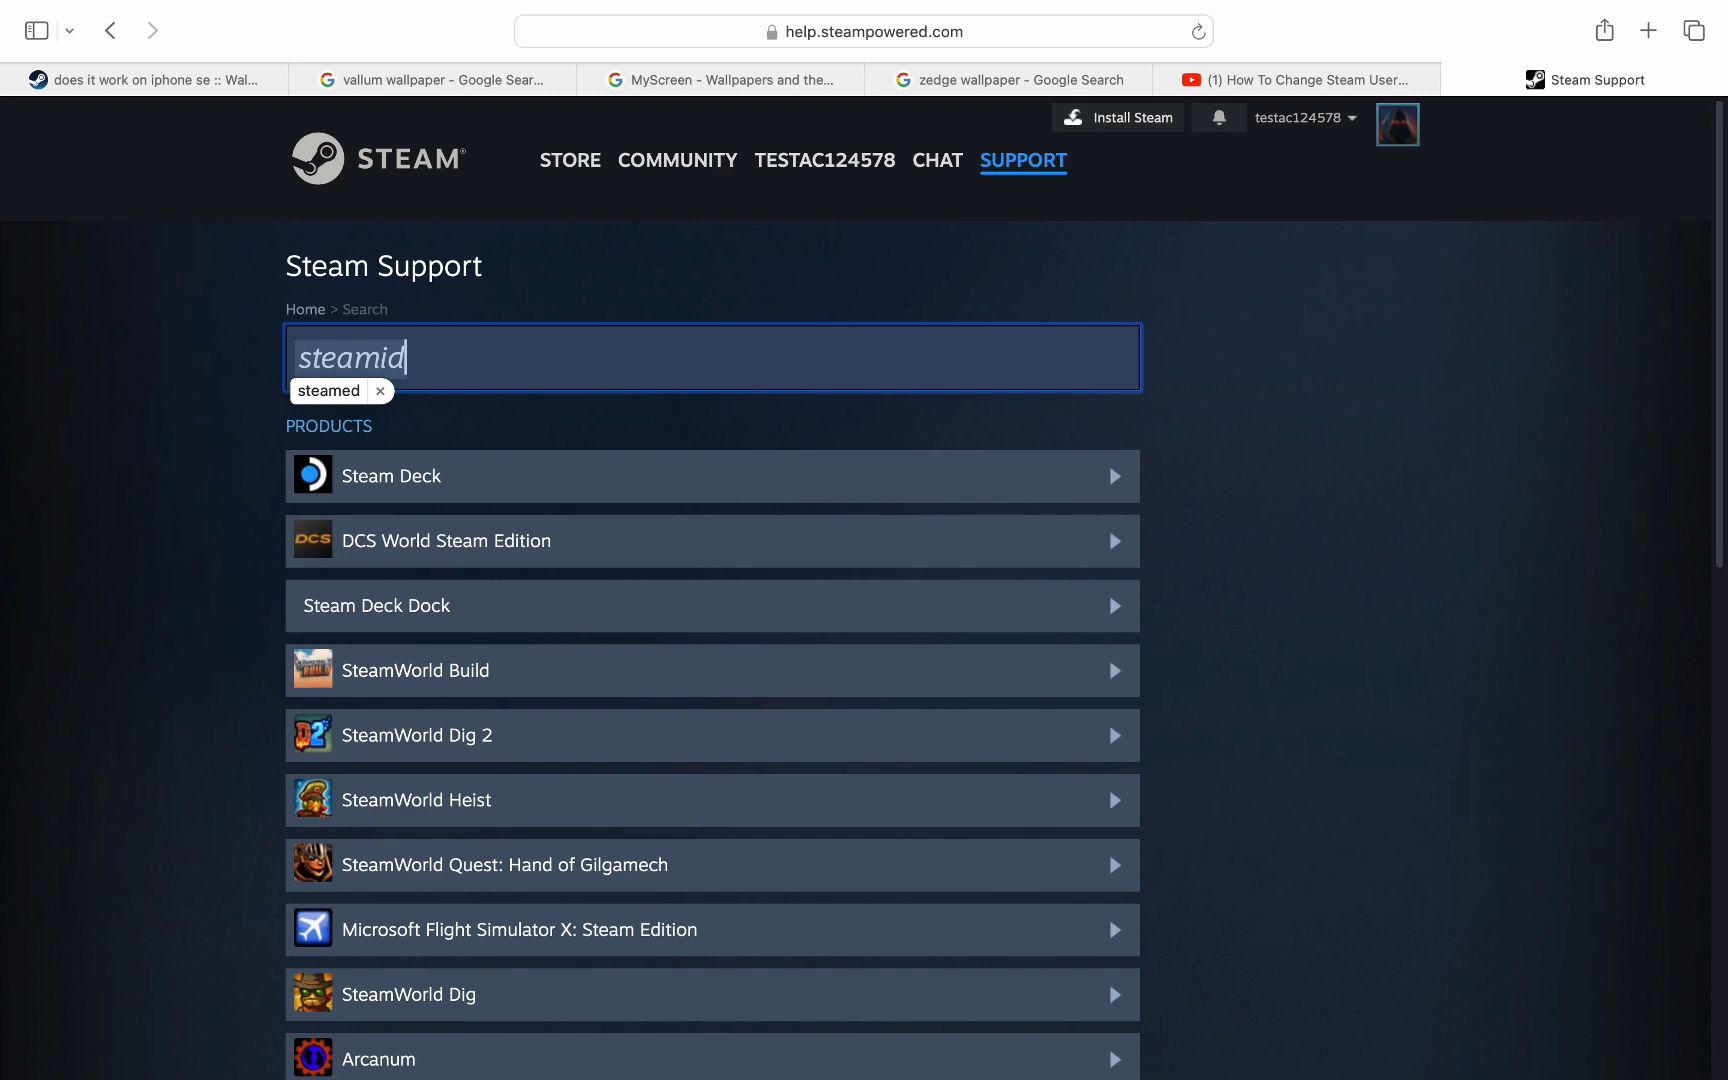 help.steampowered.com
does it work on iphone se :: Wal...
vallum wallpaper - Google Sear...
MyScreen - Wallpapers and the...
zedge wallpaper - Google Search
(1) How To Change Steam User...
Steam Support
Install Steam
testac124578
STEAM®
STORE COMMUNITY TESTAC124578 CHAT SUPPORT
Steam Support
Home > Search
steamid
steamed ×
PRODUCTS
Steam Deck
DCS
DCS World Steam Edition
Steam Deck Dock
SteamWorld Build
D2
SteamWorld Dig 2
SteamWorld Heist
SteamWorld Quest: Hand of Gilgamech
Microsoft Flight Simulator X: Steam Edition
SteamWorld Dig
Arcanum